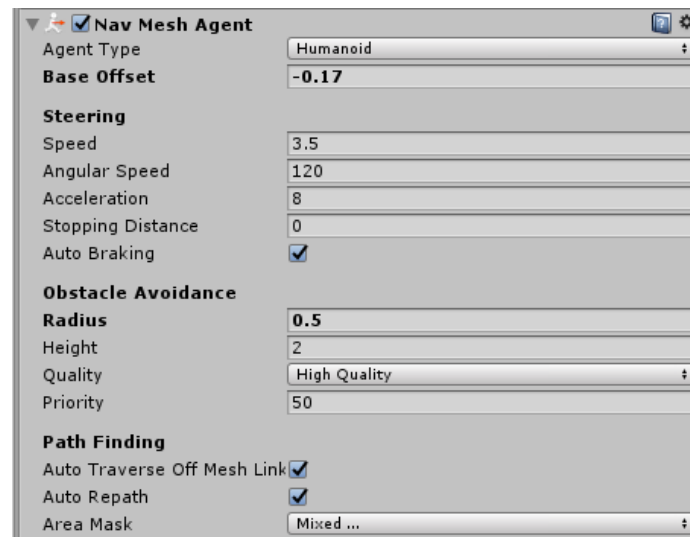 Nav Mesh Agent
Agent Type Humanoid
Base Offset -0.17
Steering
Speed 3.5
Angular Speed 120
Acceleration 8
Stopping Distance 0
Auto Braking
Obstacle Avoidance
Radius 0.5
Height 2
Quality High Quality
Priority 50
Path Finding
Auto Traverse Off Mesh Link
Auto Repath
Area Mask Mixed ...